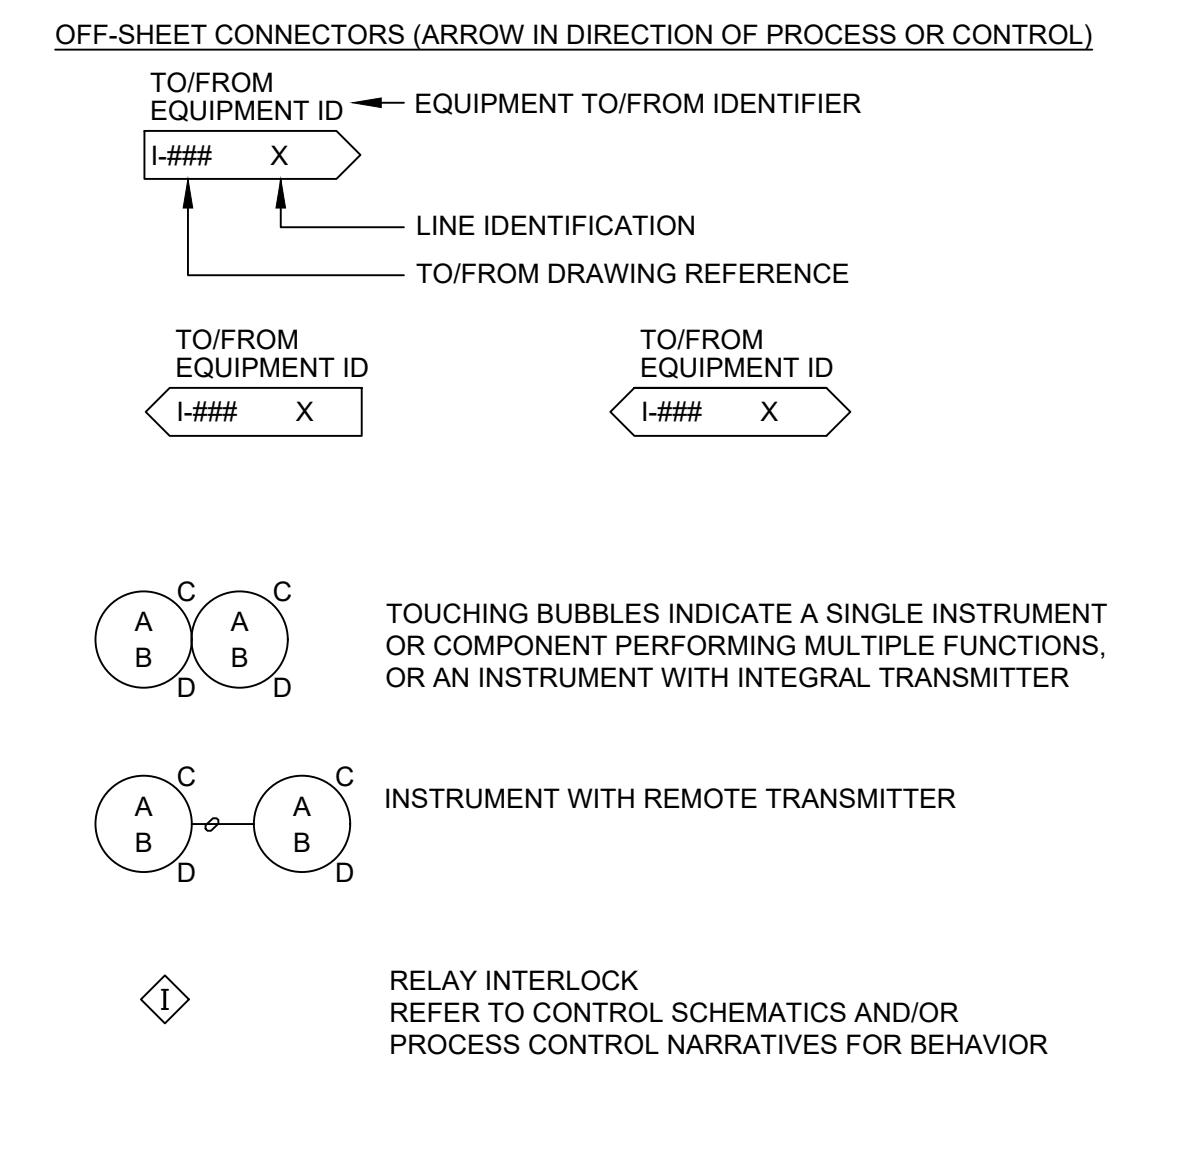 OFF-SHEET CONNECTORS (ARROW IN DIRECTION OF PROCESS OR CONTROL)
TO/FROM
EQUIPMENT ID
EQUIPMENT TO/FROM IDENTIFIER
I-### X
LINE IDENTIFICATION
TO/FROM DRAWING REFERENCE
TO/FROM
EQUIPMENT ID
I-### X
TO/FROM
EQUIPMENT ID
I-### X
C C
A A
B B
D D
TOUCHING BUBBLES INDICATE A SINGLE INSTRUMENT
OR COMPONENT PERFORMING MULTIPLE FUNCTIONS,
OR AN INSTRUMENT WITH INTEGRAL TRANSMITTER
C C
A A
B B
D D
INSTRUMENT WITH REMOTE TRANSMITTER
I
RELAY INTERLOCK
REFER TO CONTROL SCHEMATICS AND/OR
PROCESS CONTROL NARRATIVES FOR BEHAVIOR